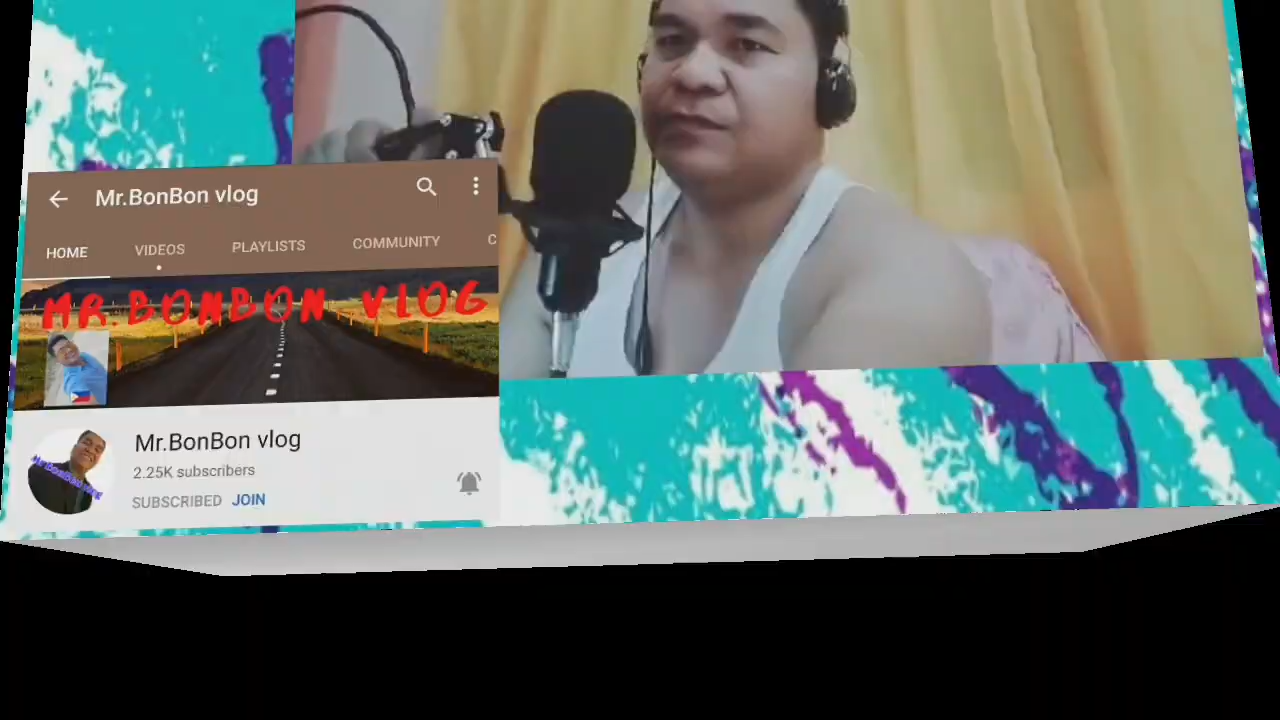 Mr.BonBon vlog
HOME VIDEOS PLAYLISTS COMMUNITY C
MR.BONBON VLOG
Mr.BonBon vlog
2.25K subscribers
SUBSCRIBED JOIN